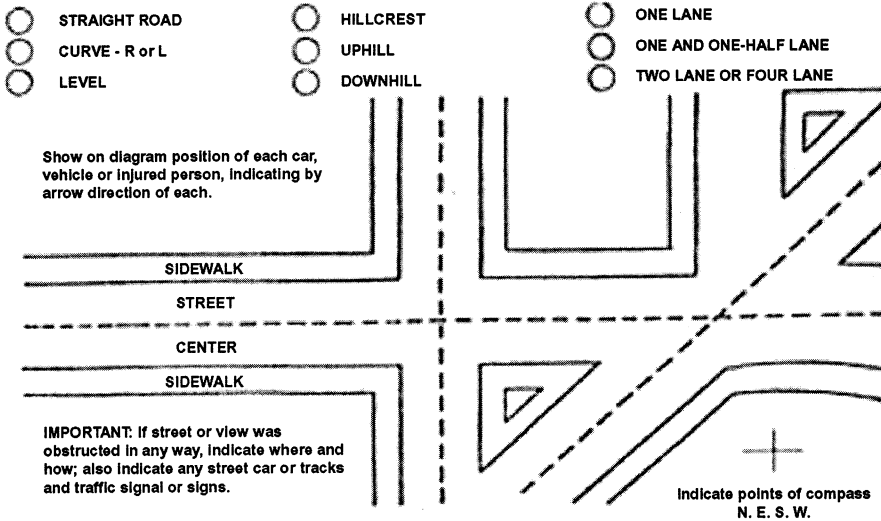 STRAIGHT ROAD
CURVE - R or L
LEVEL
HILLCREST
UPHILL
DOWNHILL
ONE LANE
ONE AND ONE-HALF LANE
TWO LANE OR FOUR LANE
Show on diagram position of each car,
vehicle or injured person, indicating by
arrow direction of each.
SIDEWALK
STREET
CENTER
SIDEWALK
IMPORTANT: If street or view was
obstructed in any way, indicate where and
how; also indicate any street car or tracks
and traffic signal or signs.
Indicate points of compass
N. E. S. W.